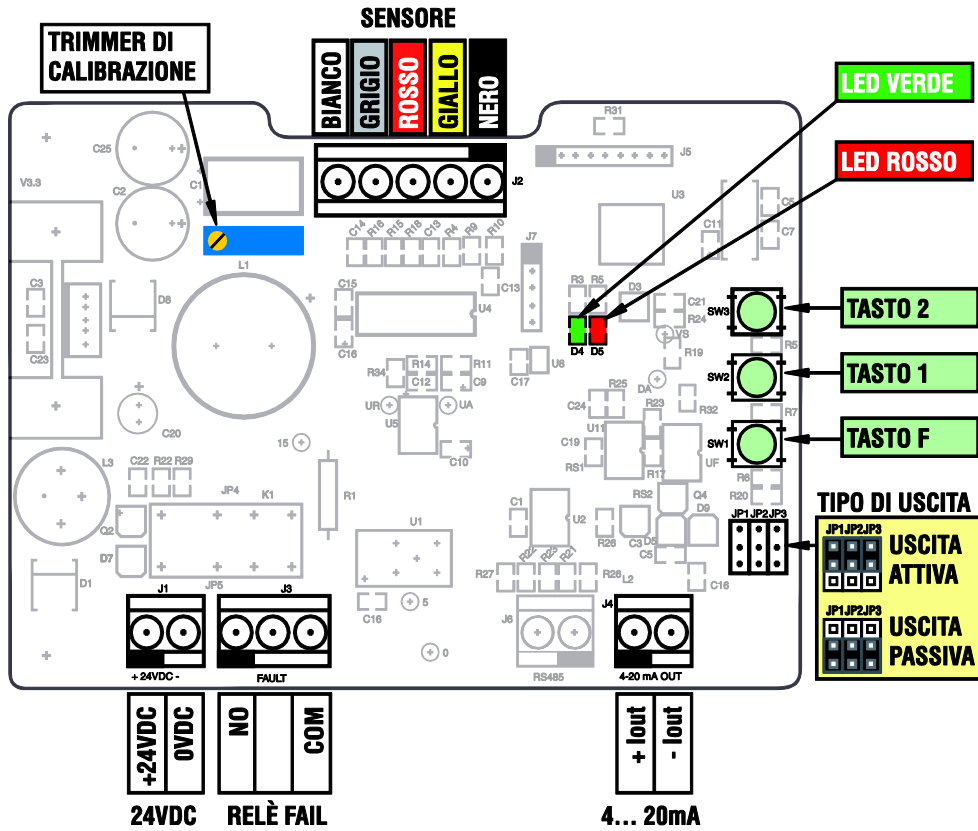 SENSORE
TRIMMER DI
CALIBRAZIONE
BIANCO
GRIGIO
ROSSO
GIALLO
NERO
LED VERDE
LED ROSSO
R31
J5
J2
C25
V3.3
C2
C1
U3
C5
C11
C7
C14
R16
R15
R18
C13
R4
R9
R10
J7
C13
L1
C3
D8
C15
U4
C16
C23
R3
R5
D3
C21
R24
VS
D4
D5
SW3
TASTO 2
R5
R19
R34
R14
R11
C12
C9
C17
U6
DA
SW2
TASTO 1
UR
UA
U5
C20
15
C10
C24
R25
R23
R32
R7
U11
C19
RS1
R17
UF
SW1
TASTO F
L3
C22
R22
R29
JP4
K1
R1
R6
R20
RS2
Q4
D9
Q2
D7
D1
JP5
U1
C1
U2
R26
C3
D5
C5
JP1
JP2
JP3
TIPO DI USCITA
JP1
JP2
JP3
USCITA
ATTIVA
JP1
JP2
JP3
USCITA
PASSIVA
R27
R22
R23
R21
R28
L2
C16
J1
J3
C16
5
0
J6
J4
+ 24VDC -
FAULT
RS485
4-20 mA OUT
+24VDC
0VDC
NO
COM
+ Iout
- Iout
24VDC
RELÈ FAIL
4... 20mA